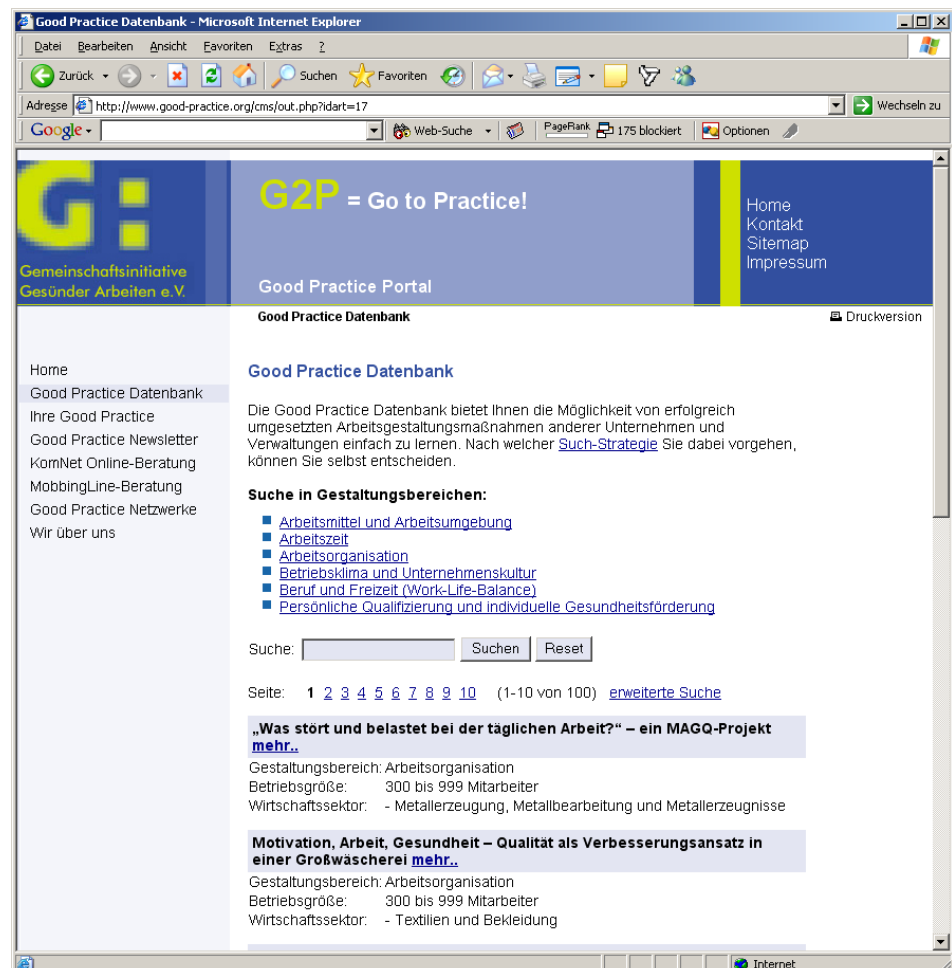 Good Practice Datenbank - Microsoft Internet Explorer
Datei Bearbeiten Ansicht Favoriten Extras ?
Zurück Suchen Favoriten
Adresse http://www.good-practice.org/cms/out.php?idart=17 Wechseln zu
Google Web-Suche PageRank 175 blockiert Optionen
G:
Gemeinschaftsinitiative
Gesünder Arbeiten e.V.
G2P = Go to Practice!
Good Practice Portal
Home
Kontakt
Sitemap
Impressum
Good Practice Datenbank Druckversion
Home
Good Practice Datenbank
Ihre Good Practice
Good Practice Newsletter
KomNet Online-Beratung
MobbingLine-Beratung
Good Practice Netzwerke
Wir über uns
Good Practice Datenbank
Die Good Practice Datenbank bietet Ihnen die Möglichkeit von erfolgreich
umgesetzten Arbeitsgestaltungsmaßnahmen anderer Unternehmen und
Verwaltungen einfach zu lernen. Nach welcher Such-Strategie Sie dabei vorgehen,
können Sie selbst entscheiden.
Suche in Gestaltungsbereichen:
Arbeitsmittel und Arbeitsumgebung
Arbeitszeit
Arbeitsorganisation
Betriebsklima und Unternehmenskultur
Beruf und Freizeit (Work-Life-Balance)
Persönliche Qualifizierung und individuelle Gesundheitsförderung
Suche: Suchen Reset
Seite: 1 2 3 4 5 6 7 8 9 10 (1-10 von 100) erweiterte Suche
„Was stört und belastet bei der täglichen Arbeit?“ – ein MAGQ-Projekt
mehr..
Gestaltungsbereich: Arbeitsorganisation
Betriebsgröße: 300 bis 999 Mitarbeiter
Wirtschaftssektor: - Metallerzeugung, Metallbearbeitung und Metallerzeugnisse
Motivation, Arbeit, Gesundheit – Qualität als Verbesserungsansatz in
einer Großwäscherei mehr..
Gestaltungsbereich: Arbeitsorganisation
Betriebsgröße: 300 bis 999 Mitarbeiter
Wirtschaftssektor: - Textilien und Bekleidung
Internet